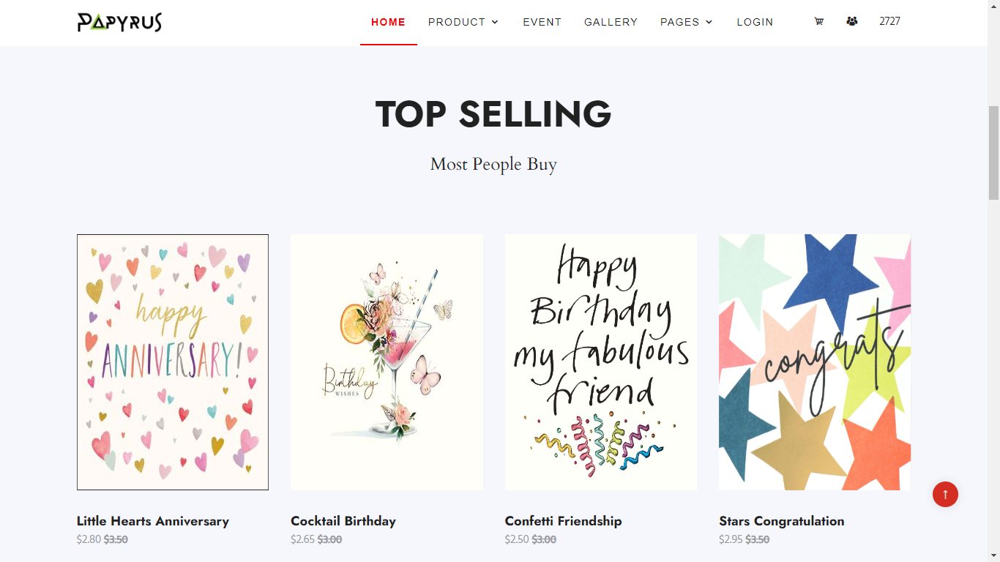 PAPYRUS
HOME PRODUCT EVENT GALLERY PAGES LOGIN 2727
TOP SELLING
Most People Buy
happy
ANNIVERSARY!
Birthday
WISHES
Happy
Birthday
my fabulous
friend
congrats
Little Hearts Anniversary
$2.80 $3.50
Cocktail Birthday
$2.65 $3.00
Confetti Friendship
$2.50 $3.00
Stars Congratulation
$2.95 $3.50